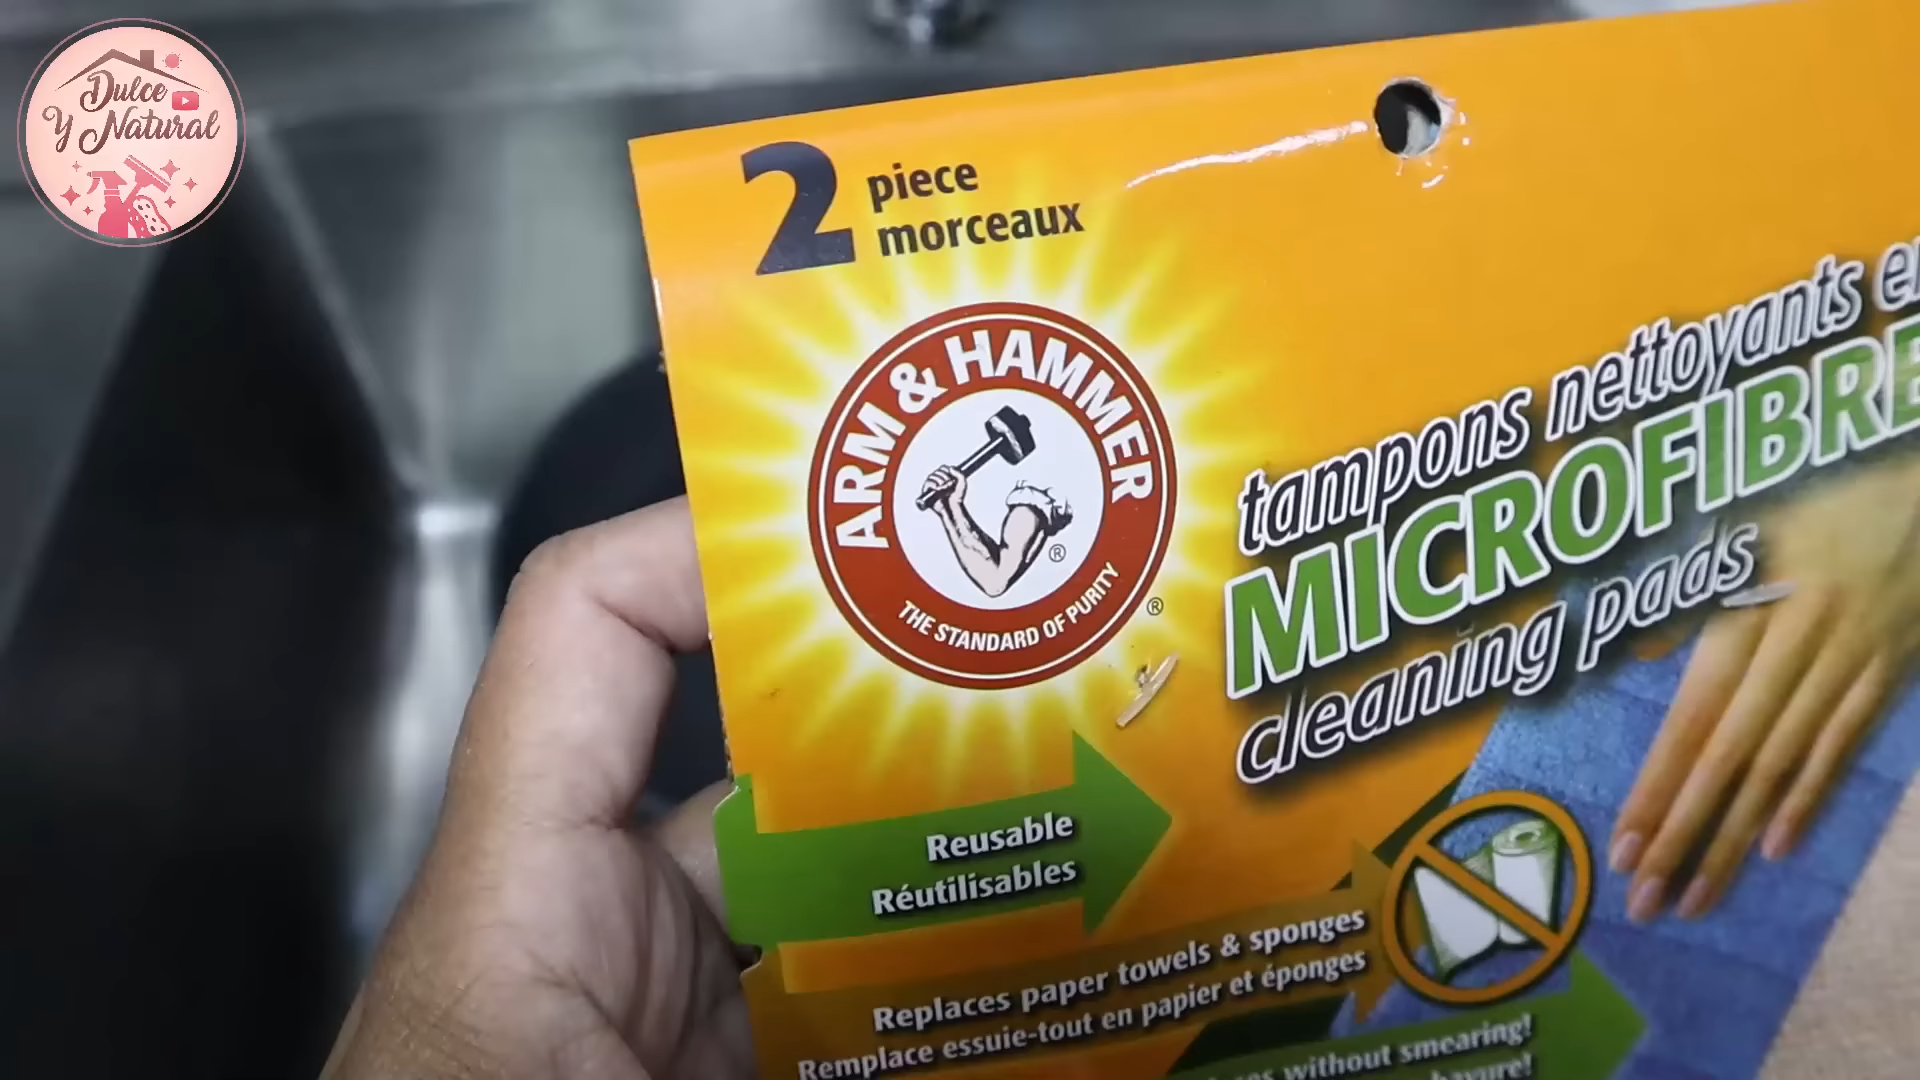 Dulce
Y Natural
2 piece
morceaux
ARM & HAMMER
®
THE STANDARD OF PURITY
®
tampons nettoyants
MICROFIBRE
cleaning pads
Reusable
Réutilisables
Replaces paper towels & sponges
Remplace essuie-tout en papier et éponges
without smearing!